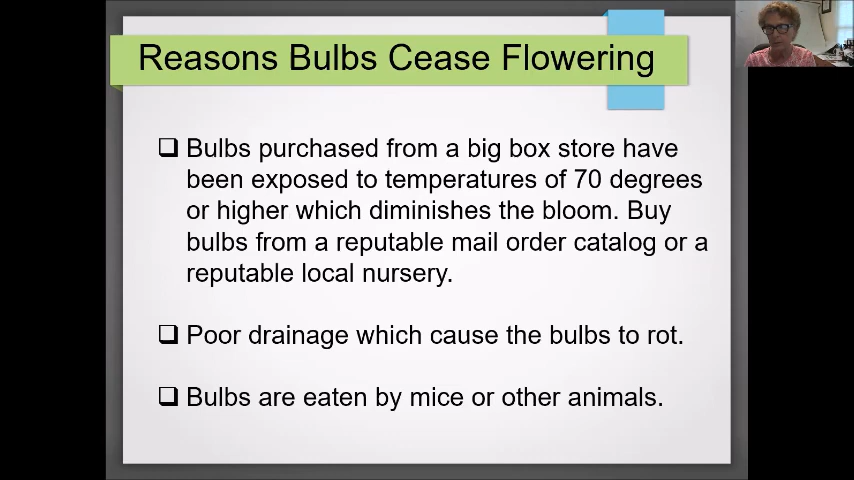 Reasons Bulbs Cease Flowering
Bulbs purchased from a big box store have
been exposed to temperatures of 70 degrees
or higher which diminishes the bloom. Buy
bulbs from a reputable mail order catalog or a
reputable local nursery.
Poor drainage which cause the bulbs to rot.
Bulbs are eaten by mice or other animals.